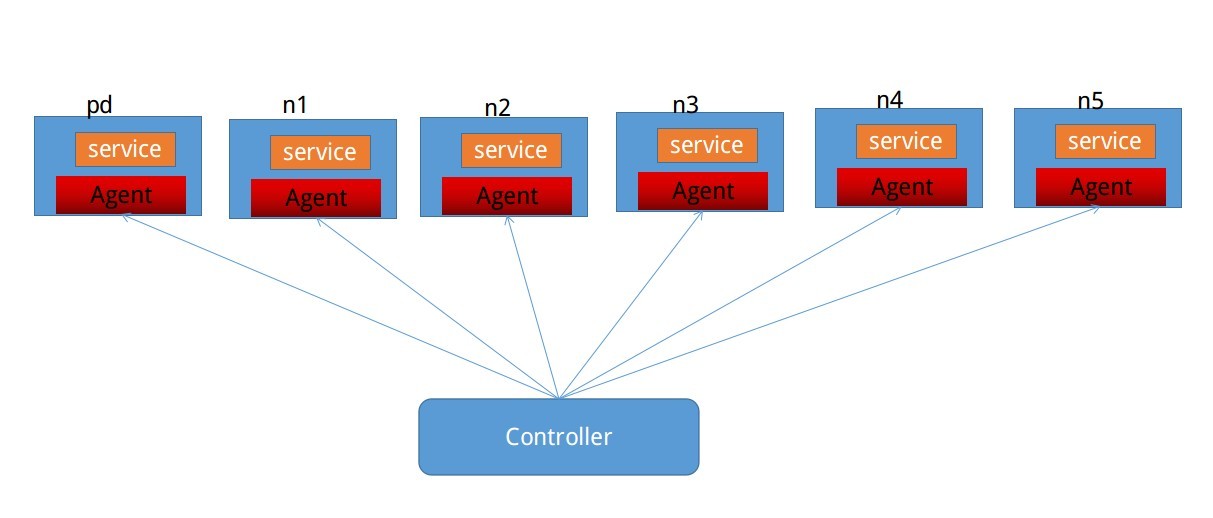 pd
n1
n2
n3
n4
n5
service
service
service
service
service
service
Agent
Agent
Agent
Agent
Agent
Agent
Controller